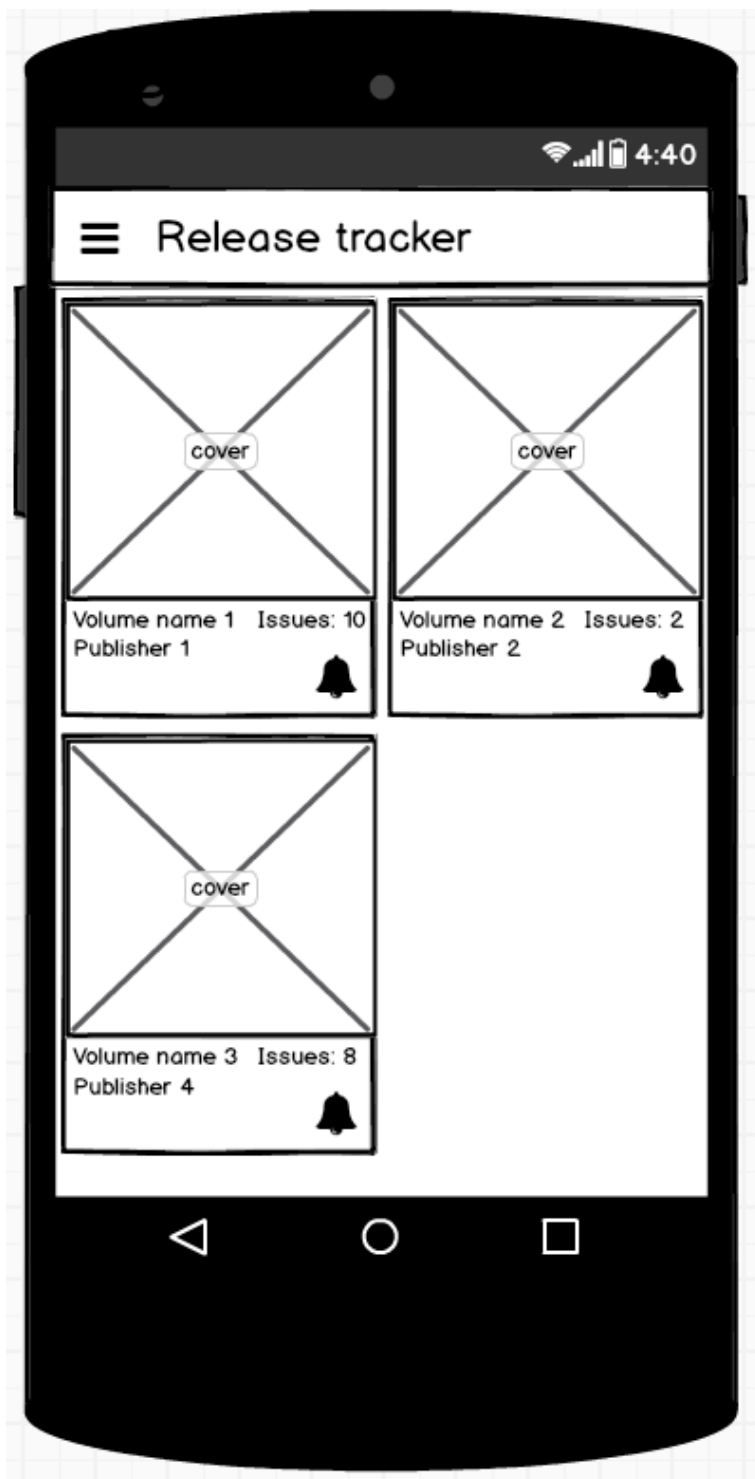 4:40
Release tracker
cover
cover
Volume name 1 Issues: 10
Publisher 1
Volume name 2 Issues: 2
Publisher 2
cover
Volume name 3 Issues: 8
Publisher 4